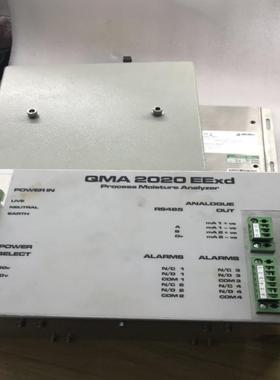 QMA 2020 EExd
Process Moisture Analyzer
POWER IN
LIVE
NEUTRAL
EARTH
ANALOGUE
RS485 OUT
A mA 1 + ve
B mA 1 - ve
0v mA 2 + ve
mA 2 - ve
POWER
SELECT
0v
ALARMS ALARMS
N/C 1 N/C 3
N/O 1 N/O 3
COM 1 COM 3
N/C 2 N/C 4
N/O 2 N/O 4
COM 2 COM 4